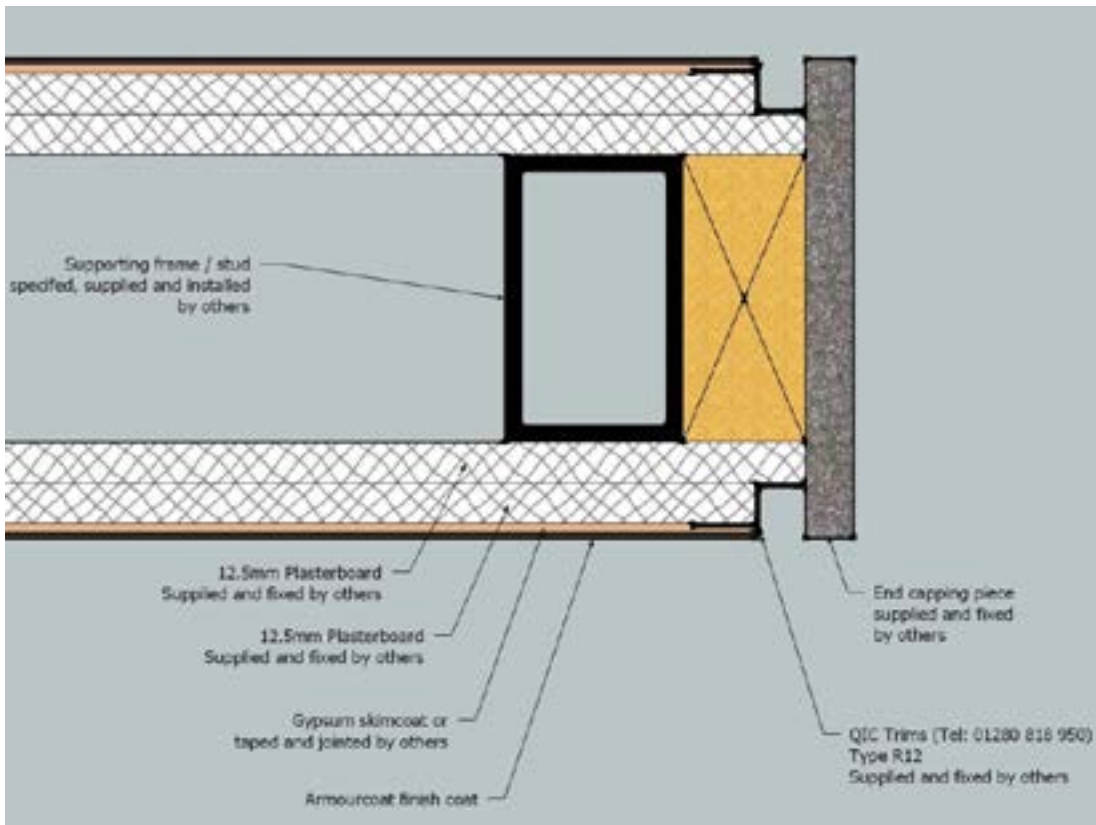 Supporting frame / stud
specifed, supplied and installed
by others
12.5mm Plasterboard
Supplied and fixed by others
12.5mm Plasterboard
Supplied and fixed by others
Gypsum skimcoat or
taped and jointed by others
Armourcoat finish coat
End capping piece
supplied and fixed
by others
QIC Trims (Tel: 01280 818 950)
Type R12
Supplied and fixed by others